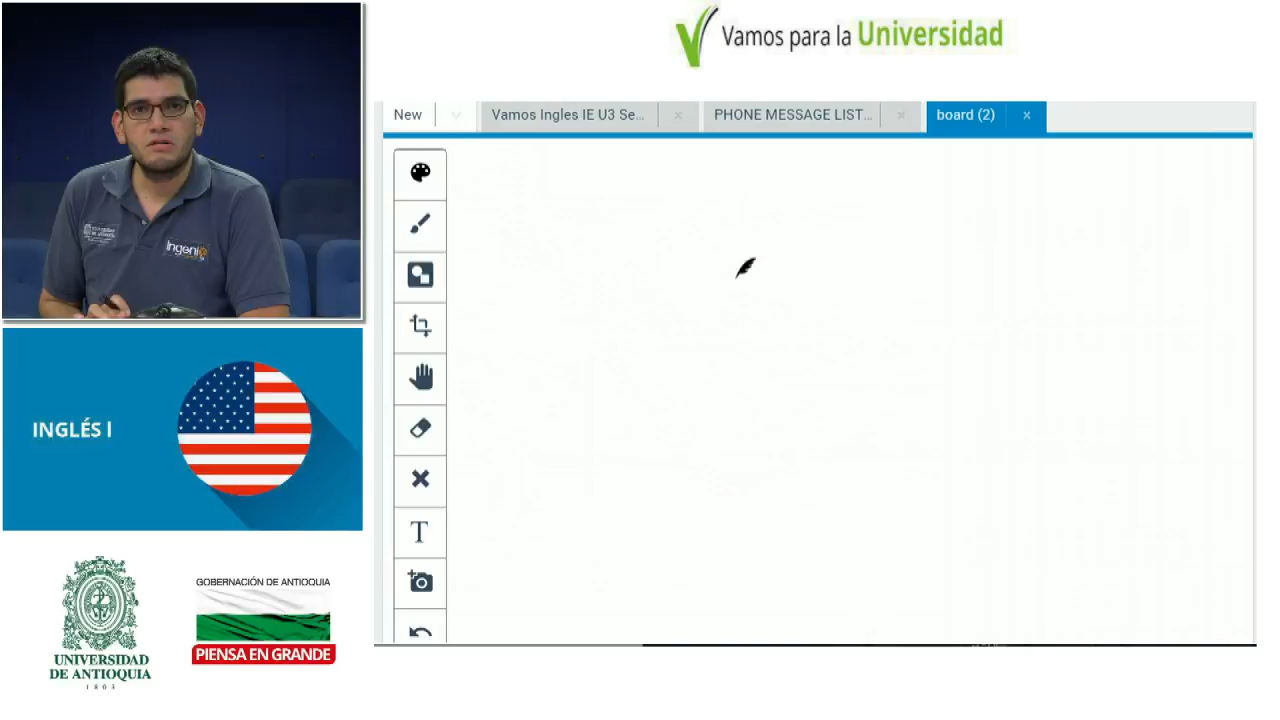 Vamos para la Universidad
New
Vamos Ingles IE U3 Se...
PHONE MESSAGE LIST...
board (2)
Ingeni@
T
INGLÉS I
UNIVERSIDAD
DE ANTIOQUIA
1803
GOBERNACIÓN DE ANTIOQUIA
PIENSA EN GRANDE